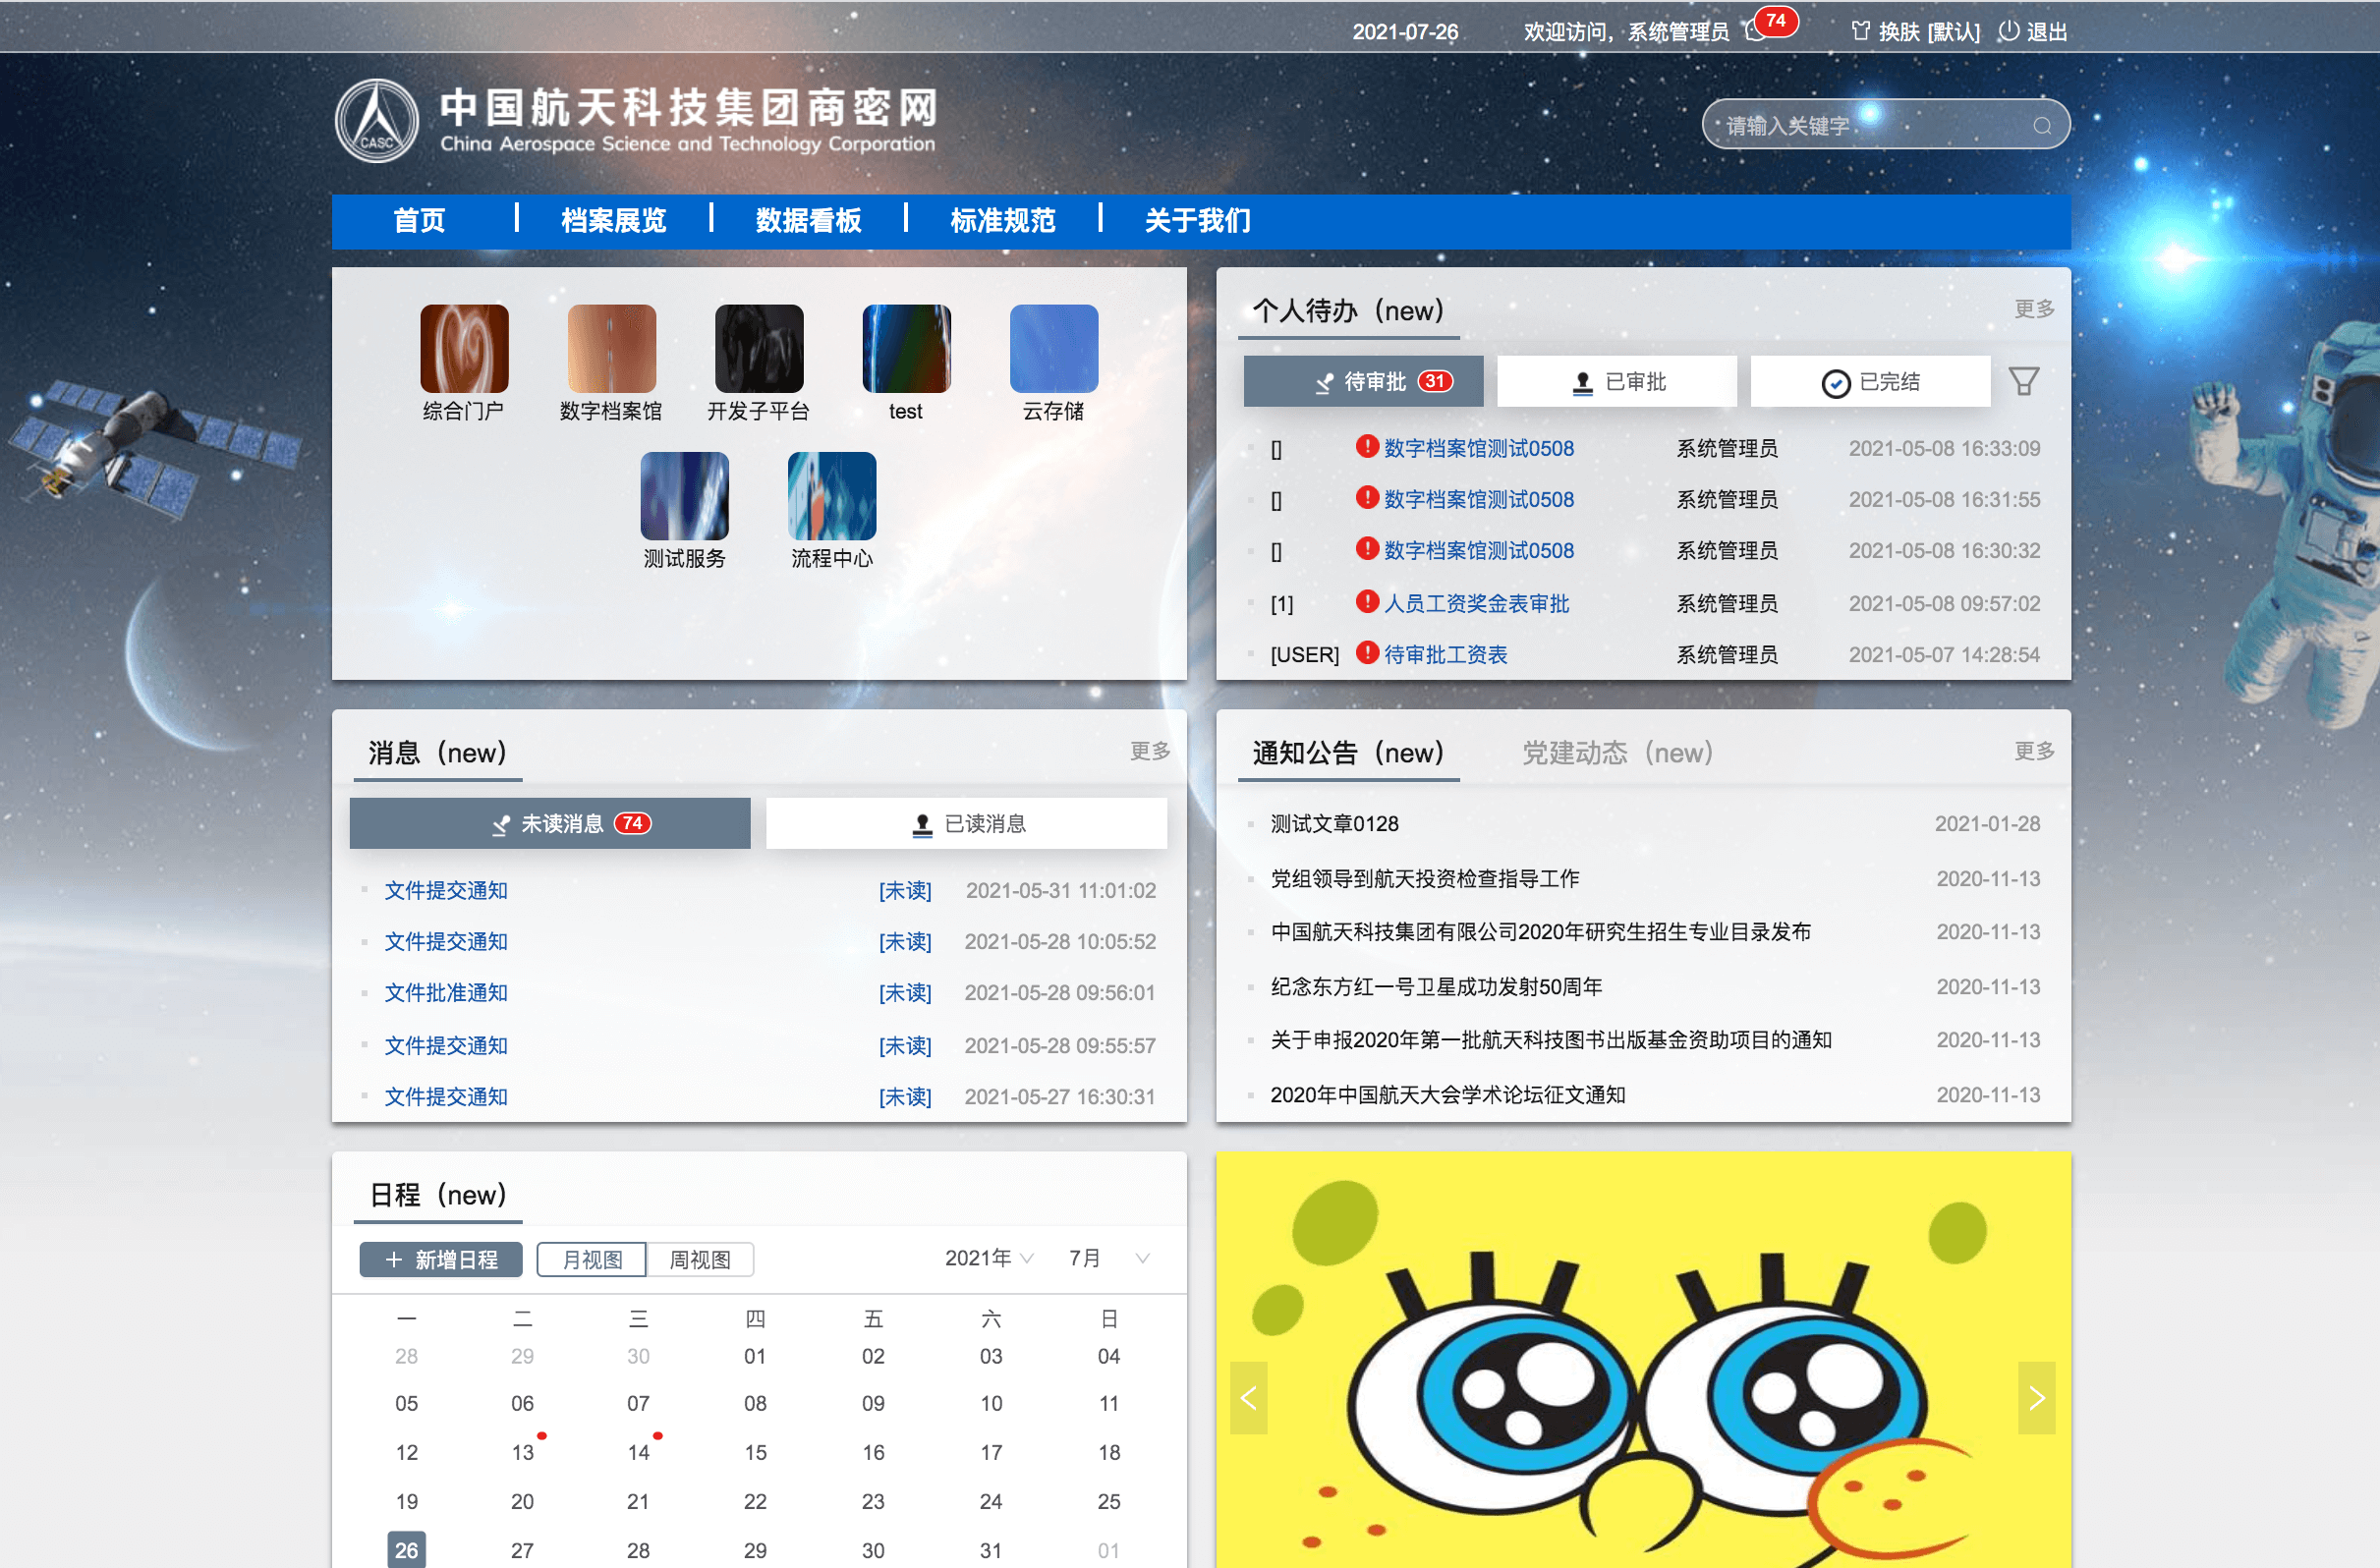 2021-07-26 欢迎访问，系统管理员 74 换肤 [默认] 退出
中国航天科技集团商密网
China Aerospace Science and Technology Corporation
CASC
请输入关键字
首页 档案展览 数据看板 标准规范 关于我们
综合门户 数字档案馆 开发子平台 test 云存储
测试服务 流程中心
个人待办（new） 更多
待审批 31 已审批 已完结
[] 数字档案馆测试0508 系统管理员 2021-05-08 16:33:09
[] 数字档案馆测试0508 系统管理员 2021-05-08 16:31:55
[] 数字档案馆测试0508 系统管理员 2021-05-08 16:30:32
[1] 人员工资奖金表审批 系统管理员 2021-05-08 09:57:02
[USER] 待审批工资表 系统管理员 2021-05-07 14:28:54
消息（new） 更多
未读消息 74 已读消息
文件提交通知 [未读] 2021-05-31 11:01:02
文件提交通知 [未读] 2021-05-28 10:05:52
文件批准通知 [未读] 2021-05-28 09:56:01
文件提交通知 [未读] 2021-05-28 09:55:57
文件提交通知 [未读] 2021-05-27 16:30:31
通知公告（new） 党建动态（new） 更多
测试文章0128 2021-01-28
党组领导到航天投资检查指导工作 2020-11-13
中国航天科技集团有限公司2020年研究生招生专业目录发布 2020-11-13
纪念东方红一号卫星成功发射50周年 2020-11-13
关于申报2020年第一批航天科技图书出版基金资助项目的通知 2020-11-13
2020年中国航天大会学术论坛征文通知 2020-11-13
日程（new）
新增日程 月视图 周视图 2021年 7月
一 二 三 四 五 六 日
28 29 30 01 02 03 04
05 06 07 08 09 10 11
12 13 14 15 16 17 18
19 20 21 22 23 24 25
26 27 28 29 30 31 01